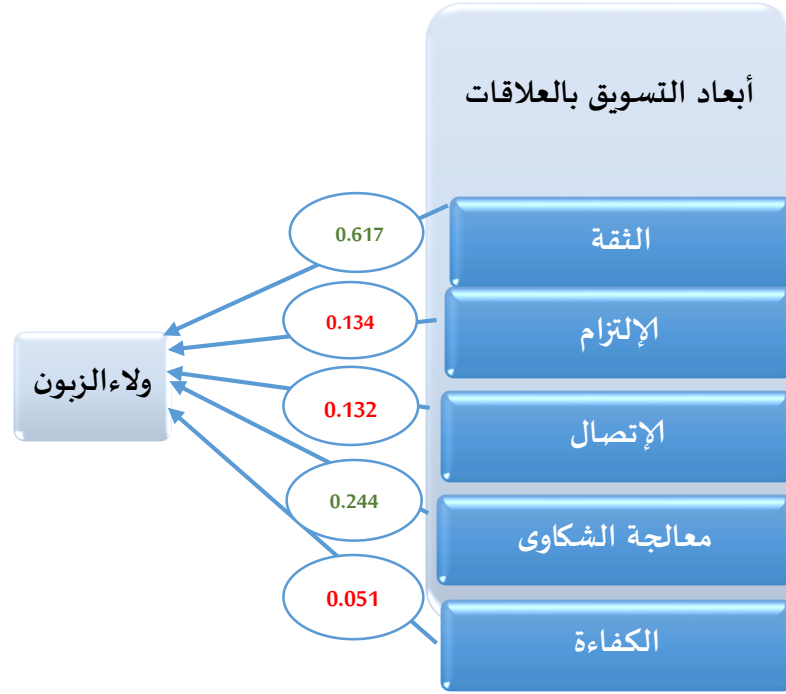 أبعاد التسويق بالعلاقات
الثقة
0.617
الإلتزام
0.134
الإتصال
0.132
معالجة الشكاوى
0.244
الكفاءة
0.051
ولاءالزبون